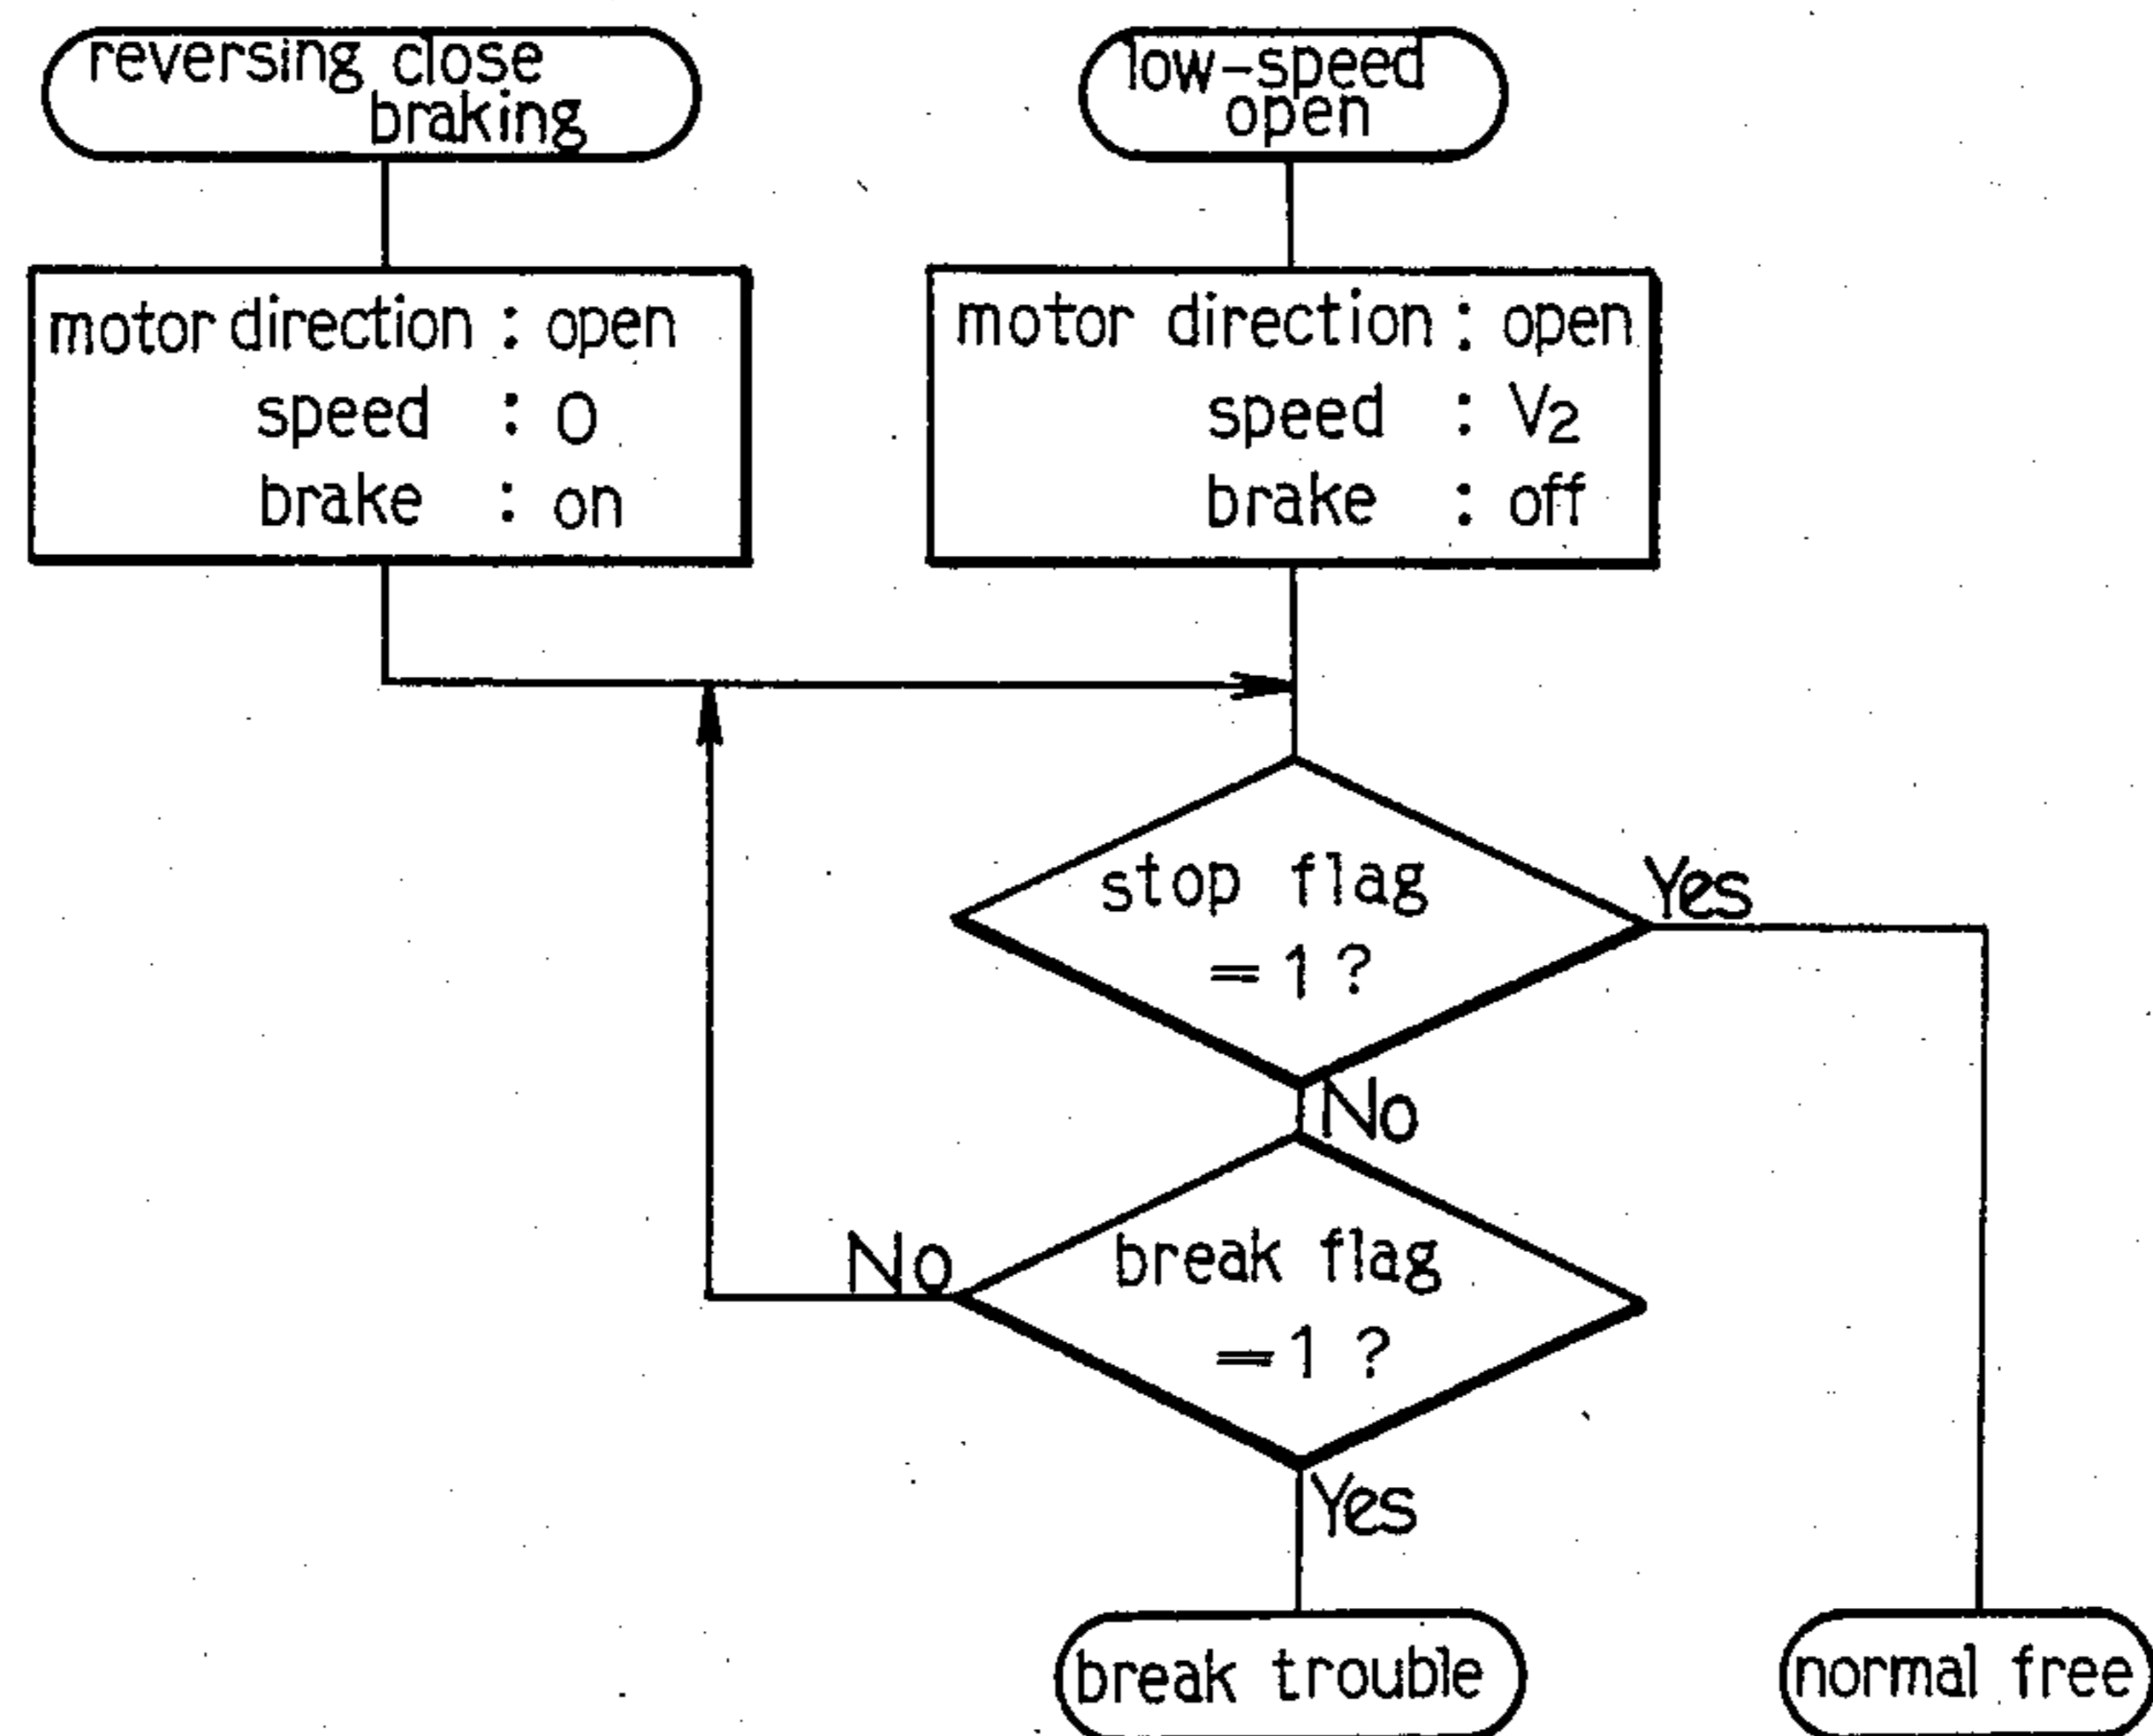 reversing close
braking
low-speed
open
motor direction : open
speed : 0
brake : on
motor direction : open
speed : V2
brake : off
stop flag
=1?
Yes
No
break flag
=1?
No
Yes
break trouble
normal free